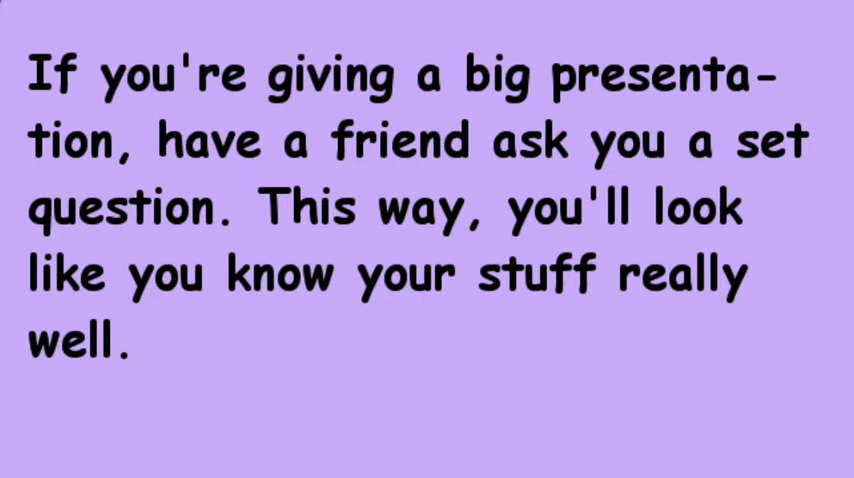 If you're giving a big presenta-
tion, have a friend ask you a set
question. This way, you'll look
like you know your stuff really
well.